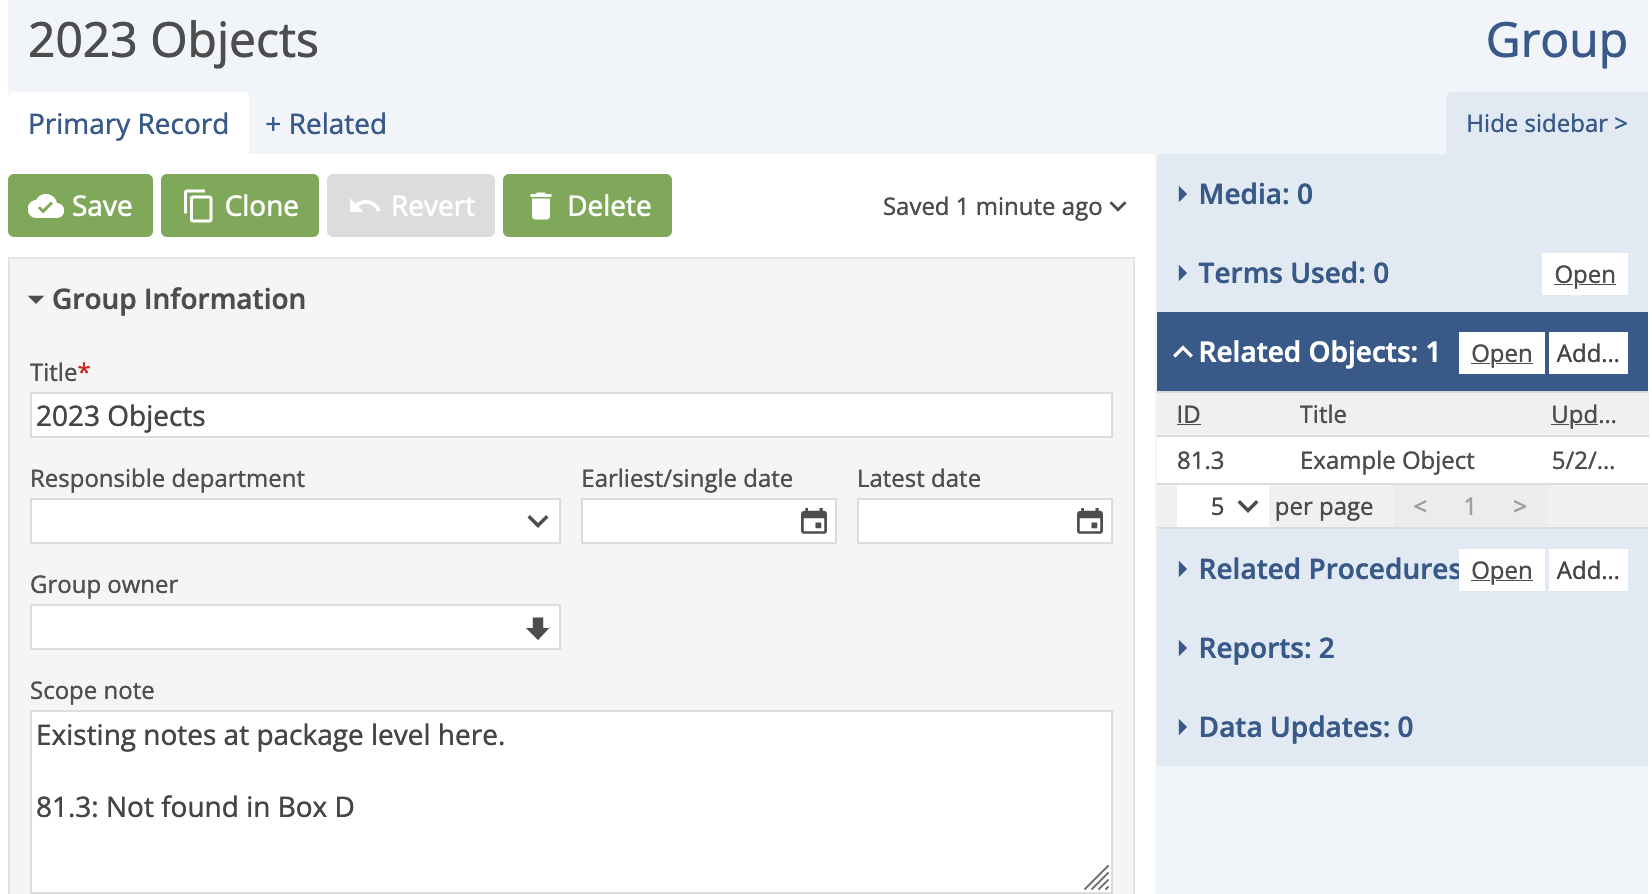 2023 Objects
Group
Primary Record
+ Related
Hide sidebar >
Save
Clone
Revert
Delete
Saved 1 minute ago
Group Information
Title*
2023 Objects
Responsible department
Earliest/single date
Latest date
Group owner
Scope note
Existing notes at package level here.
81.3: Not found in Box D
Media: 0
Terms Used: 0
Open
Related Objects: 1
Open
Add...
ID Title Upd...
81.3 Example Object 5/2/...
5 per page < 1 >
Related Procedures
Open
Add...
Reports: 2
Data Updates: 0